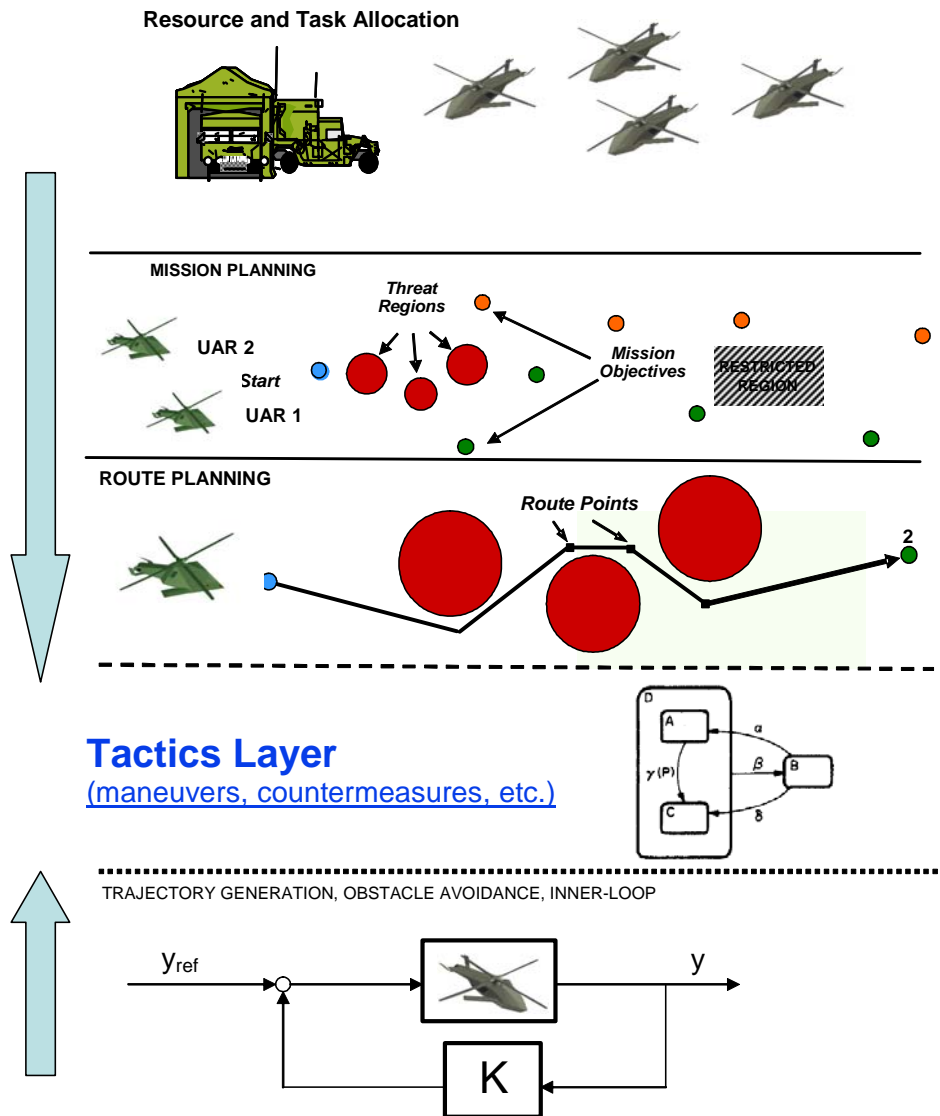 Resource and Task Allocation
MISSION PLANNING
Threat
Regions
UAR 2
Start
UAR 1
Mission
Objectives
RESTRICTED
REGION
ROUTE PLANNING
Route Points
2
Tactics Layer
(maneuvers, countermeasures, etc.)
D
A
α
γ(P)
β
B
C
δ
TRAJECTORY GENERATION, OBSTACLE AVOIDANCE, INNER-LOOP
yref
y
K